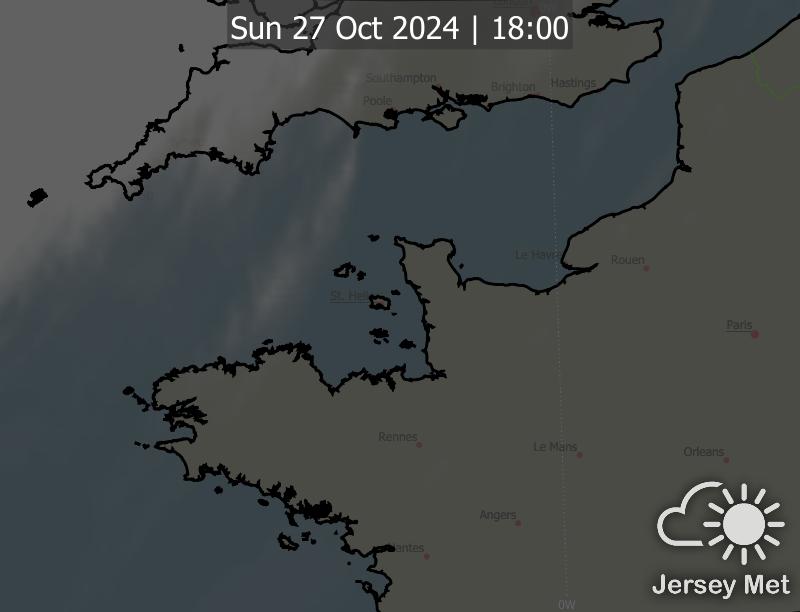 Sun 27 Oct 2024 | 18:00
Southampton
Hastings
Brighton
Poole
Le Havre
Rouen
St. Helier
Paris
Rennes
Le Mans
Orleans
Angers
Nantes
Jersey Met
0W